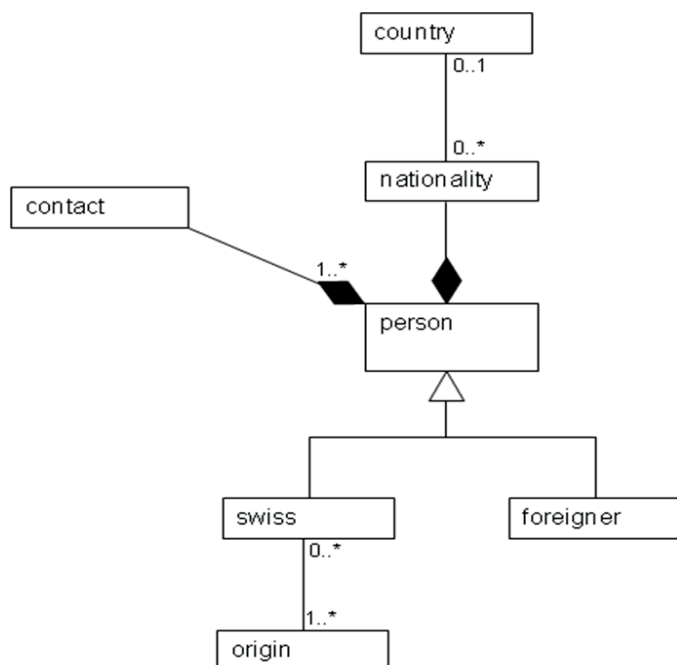 country
0..1
0..*
nationality
contact
1..*
person
swiss
foreigner
0..*
1..*
origin